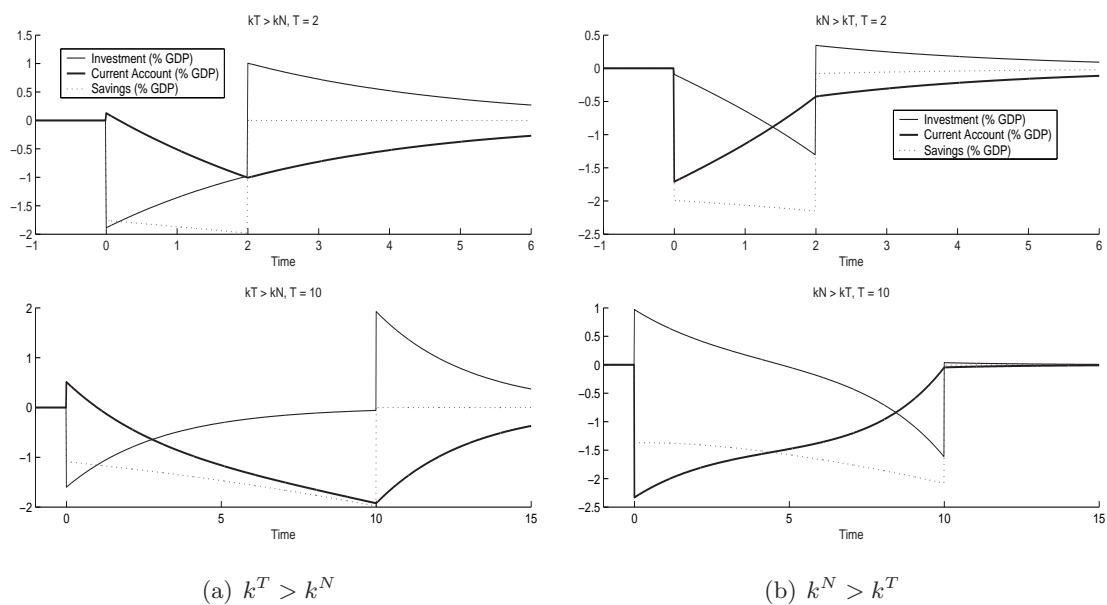 kT > kN, T = 2
Investment (% GDP)
Current Account (% GDP)
Savings (% GDP)
1.5
1
0.5
0
−0.5
−1
−1.5
−2
−1 0 1 2 3 4 5 6
Time
kN > kT, T = 2
0.5
0
−0.5
−1
−1.5
−2
−2.5
Investment (% GDP)
Current Account (% GDP)
Savings (% GDP)
−1 0 1 2 3 4 5 6
Time
kT > kN, T = 10
2
1
0
−1
−2
0 5 10 15
Time
kN > kT, T = 10
1
0.5
0
−0.5
−1
−1.5
−2
−2.5
0 5 10 15
Time
(a) k^T > k^N
(b) k^N > k^T